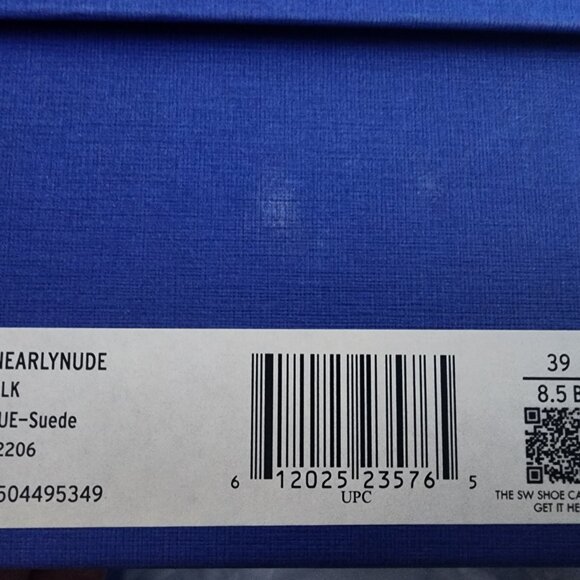 NEARLYNUDE
LK
UE-Suede
2206
504495349
6 12025 23576 5
UPC
39
8.5 B
THE SW SHOE CA
GET IT HE